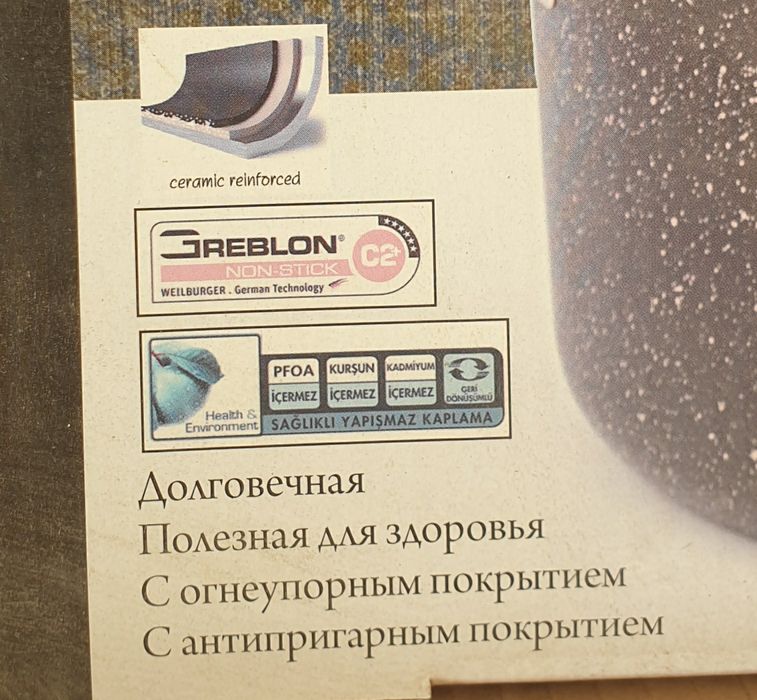 ceramic reinforced
GREBLON®
NON-STICK
C2+
WEILBURGER . German Technology
PFOA İÇERMEZ
KURŞUN İÇERMEZ
KADMİYUM İÇERMEZ
GERİ DÖNÜŞÜMLÜ
Health &
Environment
SAĞLIKLI YAPIŞMAZ KAPLAMA
Долговечная
Полезная для здоровья
С огнеупорным покрытием
С антипригарным покрытием